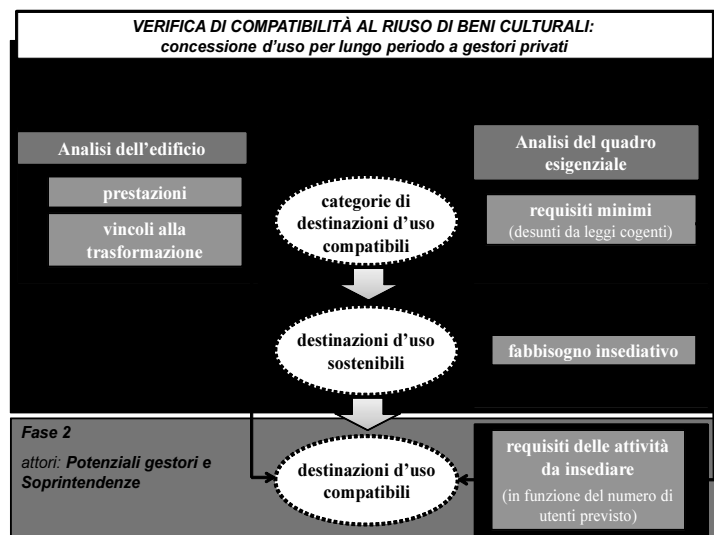 VERIFICA DI COMPATIBILITÀ AL RIUSO DI BENI CULTURALI:
concessione d'uso per lungo periodo a gestori privati
Analisi dell'edificio
prestazioni
vincoli alla
trasformazione
categorie di
destinazioni d'uso
compatibili
Analisi del quadro
esigenziale
requisiti minimi
(desunti da leggi cogenti)
destinazioni d'uso
sostenibili
fabbisogno insediativo
Fase 2
attori: Potenziali gestori e
Soprintendenze
destinazioni d'uso
compatibili
requisiti delle attività
da insediare
(in funzione del numero di
utenti previsto)